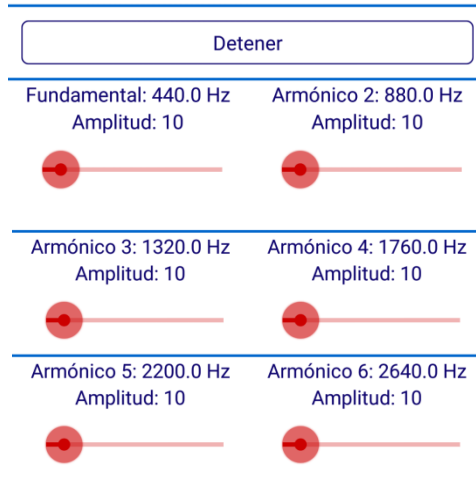 Detener
Fundamental: 440.0 Hz
Amplitud: 10
Armónico 2: 880.0 Hz
Amplitud: 10
Armónico 3: 1320.0 Hz
Amplitud: 10
Armónico 4: 1760.0 Hz
Amplitud: 10
Armónico 5: 2200.0 Hz
Amplitud: 10
Armónico 6: 2640.0 Hz
Amplitud: 10